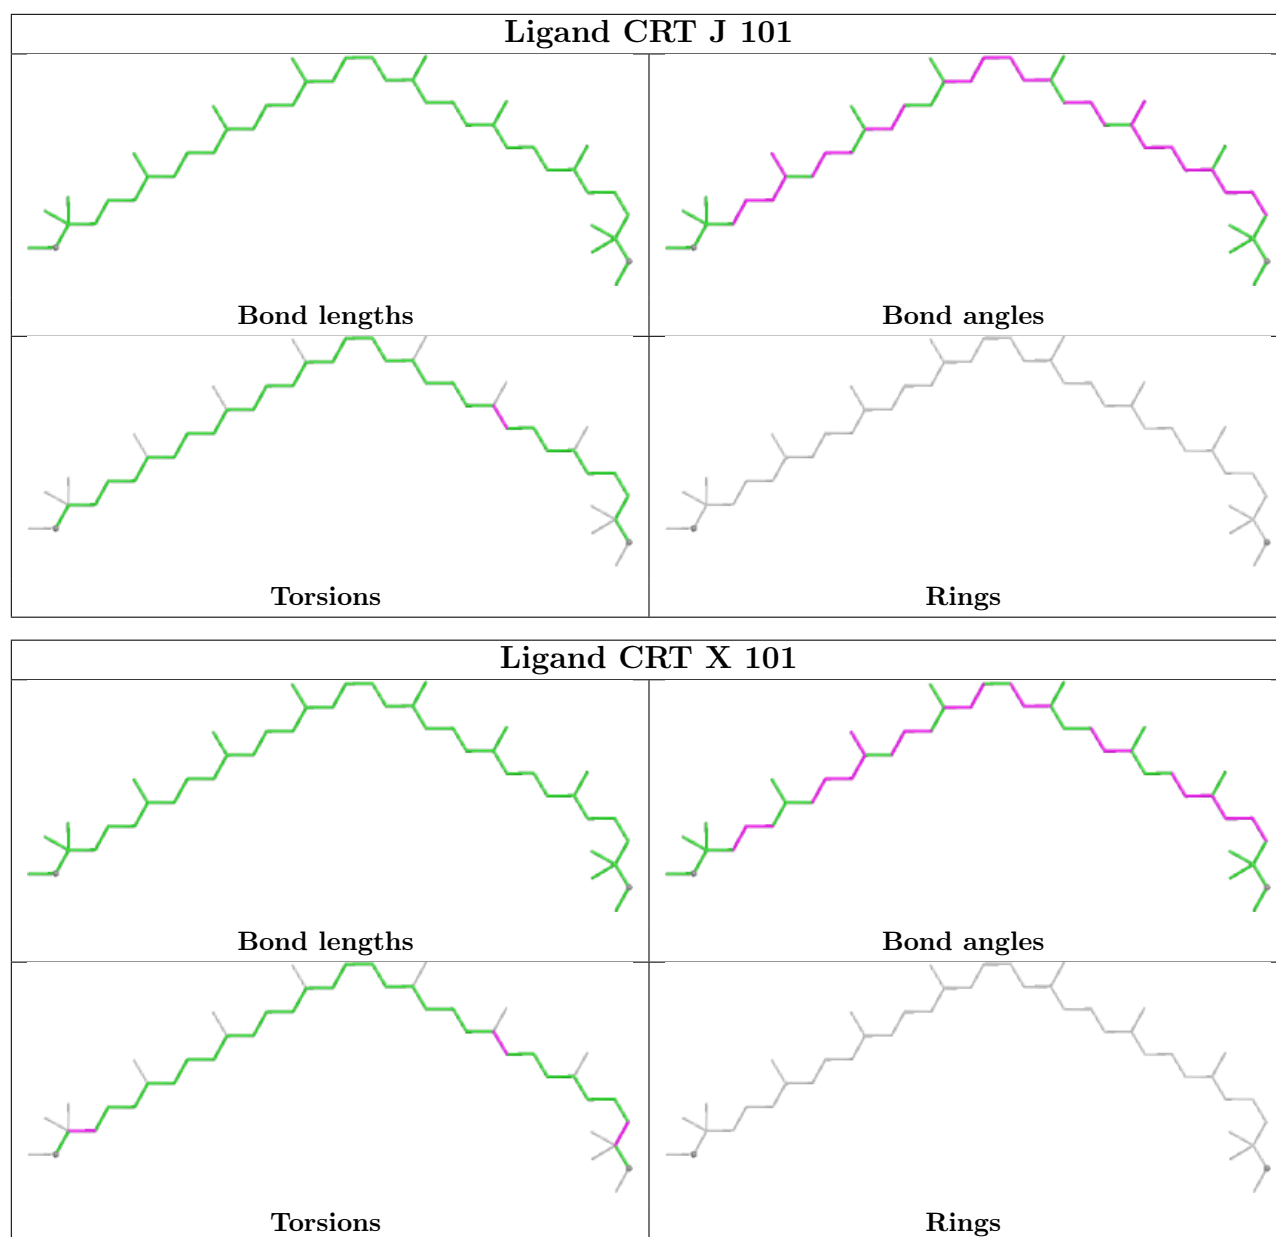 Ligand CRT J 101
Bond lengths
Bond angles
Torsions
Rings
Ligand CRT X 101
Bond lengths
Bond angles
Torsions
Rings